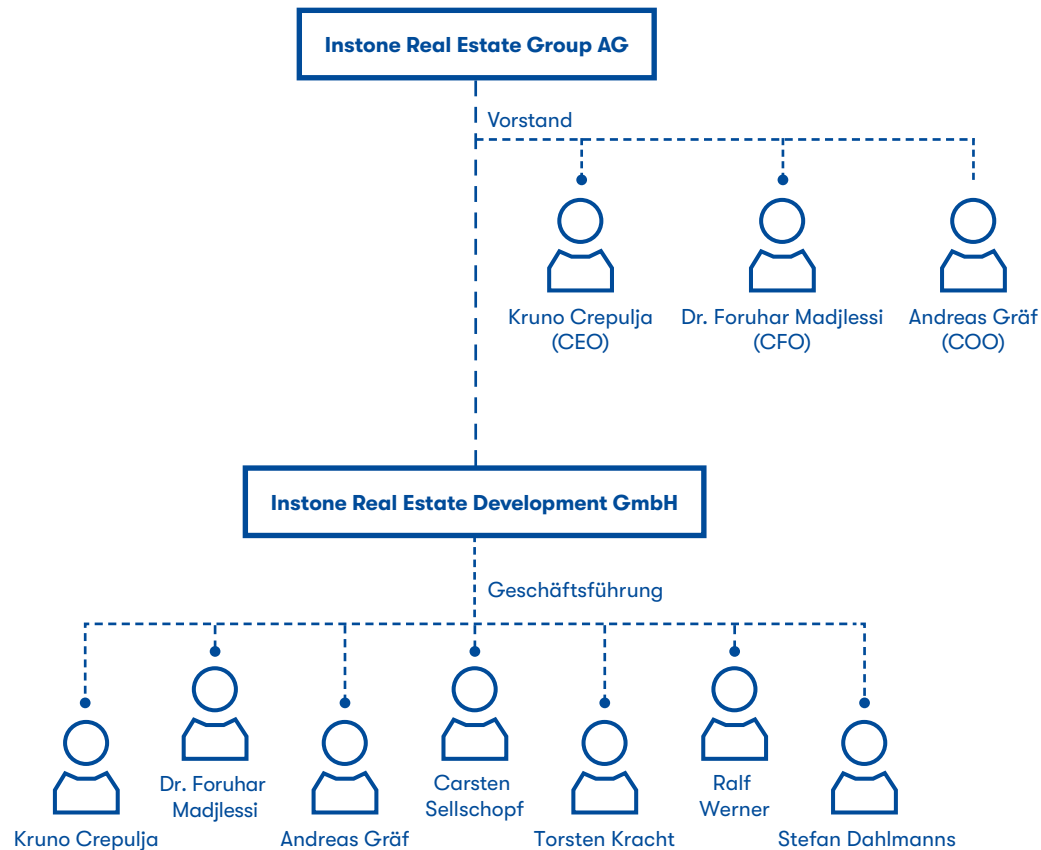 Instone Real Estate Group AG
Vorstand
Kruno Crepulja
(CEO)
Dr. Foruhar Madjlessi
(CFO)
Andreas Gräf
(COO)
Instone Real Estate Development GmbH
Geschäftsführung
Kruno Crepulja
Dr. Foruhar
Madjlessi
Andreas Gräf
Carsten
Sellschopf
Torsten Kracht
Ralf
Werner
Stefan Dahlmanns